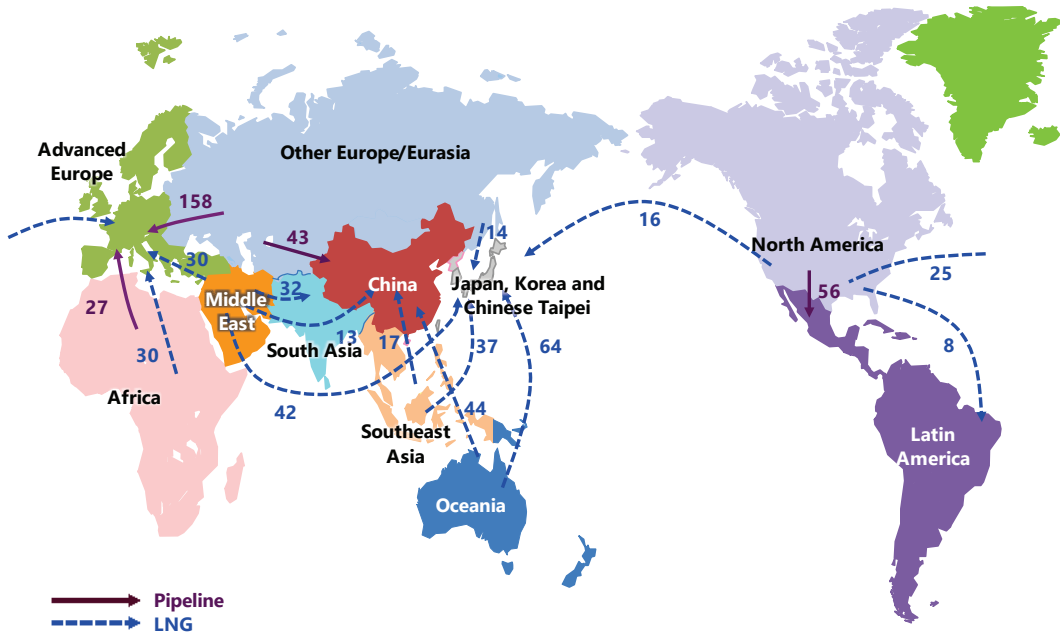 Advanced
Europe
Other Europe/Eurasia
158
16
14
North America
43
30
25
China
Japan, Korea and
Chinese Taipei
Middle
East
32
56
27
13
17
South Asia
37
64
8
30
Africa
42
44
Southeast
Asia
Latin
America
Oceania
Pipeline
LNG